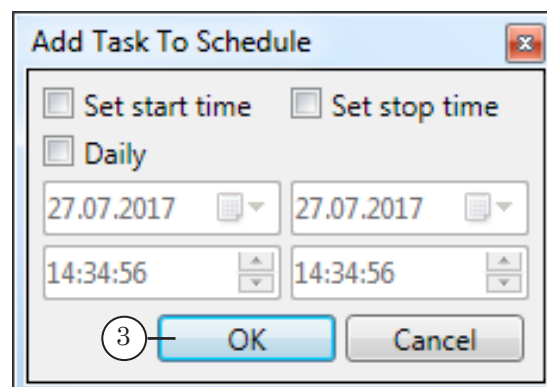 Add Task To Schedule
Set start time Set stop time
Daily
27.07.2017 27.07.2017
14:34:56 14:34:56
3 OK Cancel